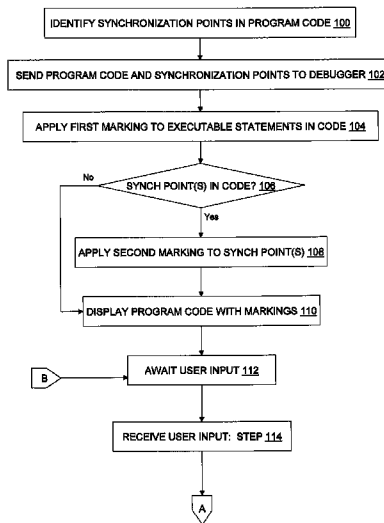 IDENTIFY SYNCHRONIZATION POINTS IN PROGRAM CODE 100
SEND PROGRAM CODE AND SYNCHRONIZATION POINTS TO DEBUGGER 102
APPLY FIRST MARKING TO EXECUTABLE STATEMENTS IN CODE 104
No
SYNCH POINT(S) IN CODE? 106
Yes
APPLY SECOND MARKING TO SYNCH POINT(S) 108
DISPLAY PROGRAM CODE WITH MARKINGS 110
B
AWAIT USER INPUT 112
RECEIVE USER INPUT: STEP 114
A